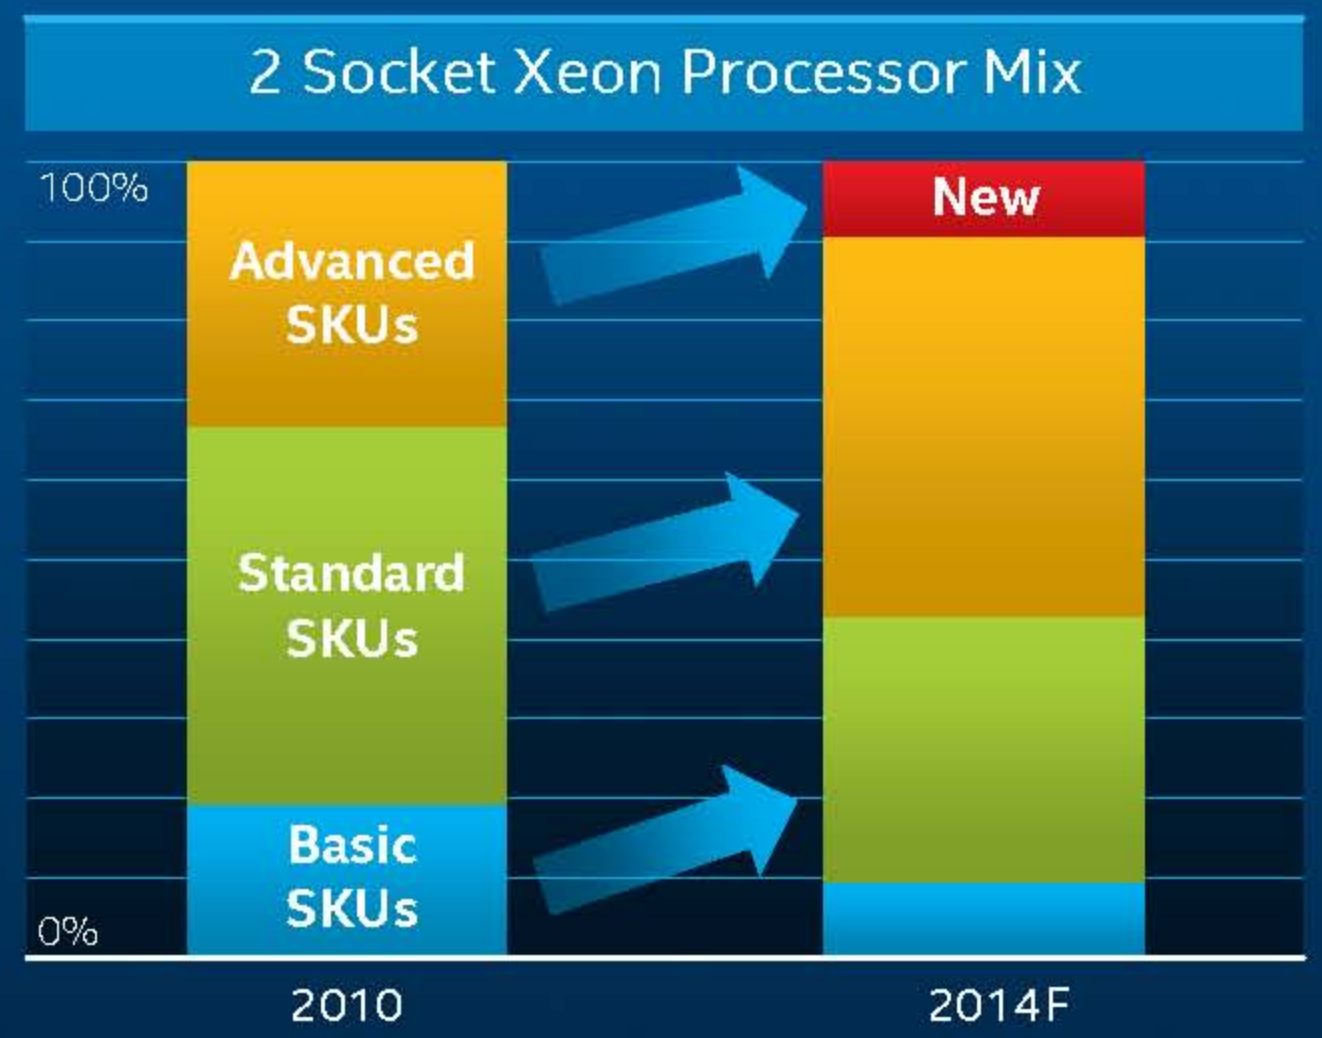 2 Socket Xeon Processor Mix
100%
Advanced
SKUs
New
Standard
SKUs
Basic
SKUs
0%
2010
2014F